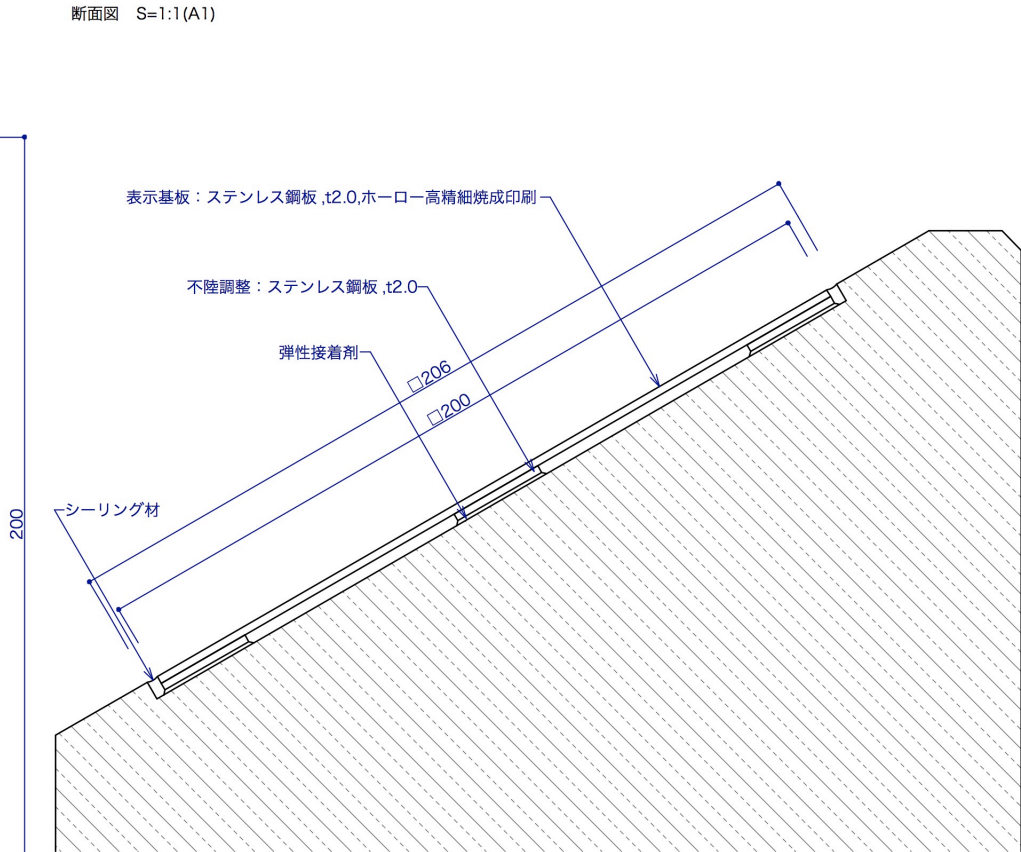 断面図　S=1:1(A1)
表示基板：ステンレス鋼板 ,t2.0,ホーロー高精細焼成印刷
不陸調整：ステンレス鋼板 ,t2.0
弾性接着剤
□206
□200
シーリング材
200